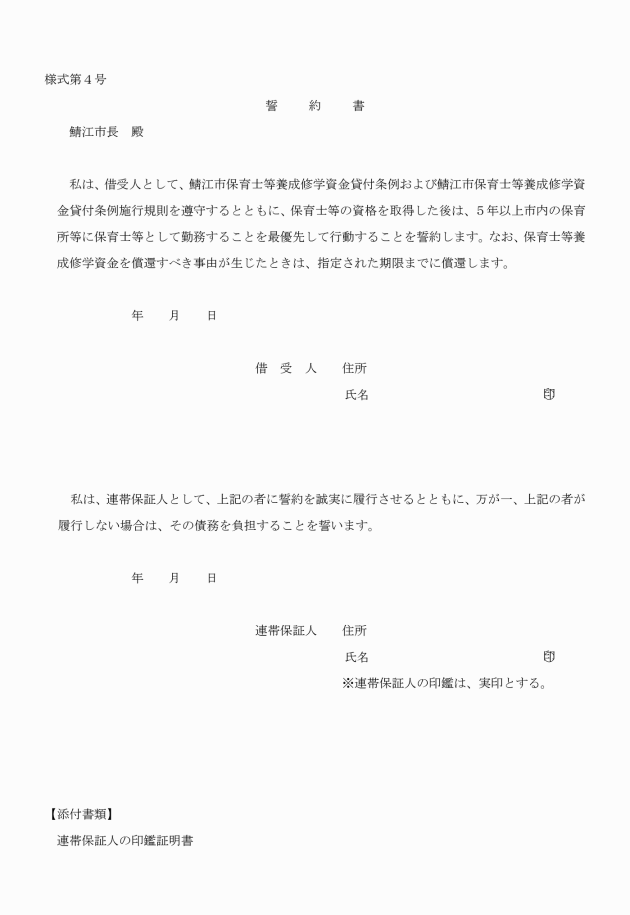 様式第４号
誓　　約　　書
鯖江市長　殿
私は、借受人として、鯖江市保育士等養成修学資金貸付条例および鯖江市保育士等養成修学資
金貸付条例施行規則を遵守するとともに、保育士等の資格を取得した後は、５年以上市内の保育
所等に保育士等として勤務することを最優先して行動することを誓約します。なお、保育士等養
成修学資金を償還すべき事由が生じたときは、指定された期限までに償還します。
年　　月　　日
借　受　人　　住所
氏名　　　　　　　　　　　　　　㊞
私は、連帯保証人として、上記の者に誓約を誠実に履行させるとともに、万が一、上記の者が
履行しない場合は、その債務を負担することを誓います。
年　　月　　日
連帯保証人　　住所
氏名　　　　　　　　　　　　　　㊞
※連帯保証人の印鑑は、実印とする。
【添付書類】
連帯保証人の印鑑証明書